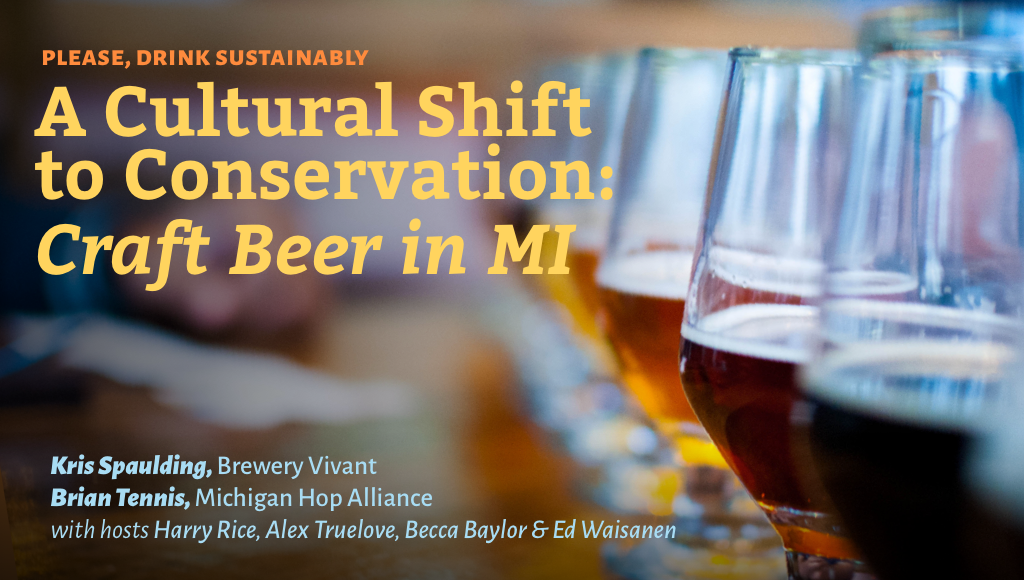 PLEASE, DRINK SUSTAINABLY
A Cultural Shift
to Conservation:
Craft Beer in MI
Kris Spaulding, Brewery Vivant
Brian Tennis, Michigan Hop Alliance
with hosts Harry Rice, Alex Truelove, Becca Baylor & Ed Waisanen